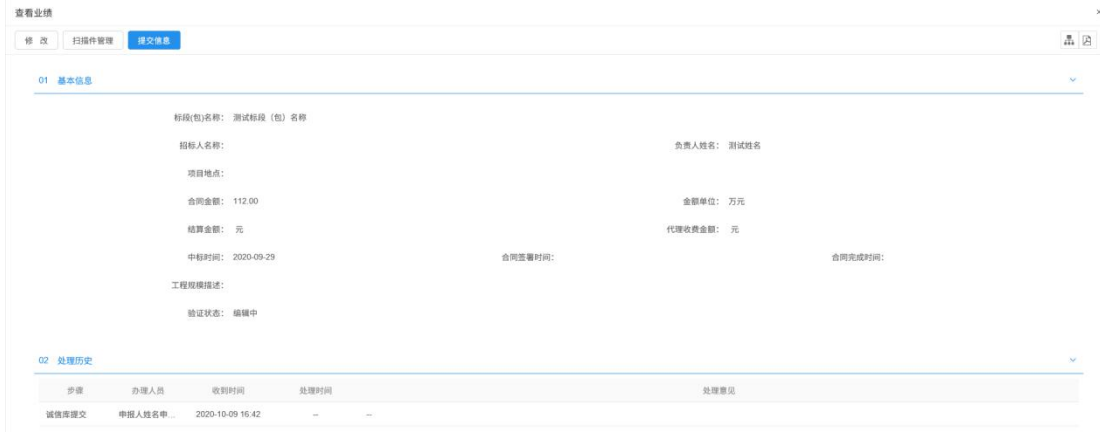 查看业绩
修 改 扫描件管理 提交信息
01 基本信息
标段(包)名称： 测试标段（包）名称
招标人名称： 负责人姓名： 测试姓名
项目地点：
合同金额： 112.00 金额单位： 万元
结算金额： 元 代理收费金额： 元
中标时间： 2020-09-29 合同签署时间： 合同完成时间：
工程规模描述：
验证状态： 编辑中
02 处理历史
步骤 办理人员 收到时间 处理时间 处理意见
诚信库提交 申报人姓名申... 2020-10-09 16:42 -- --